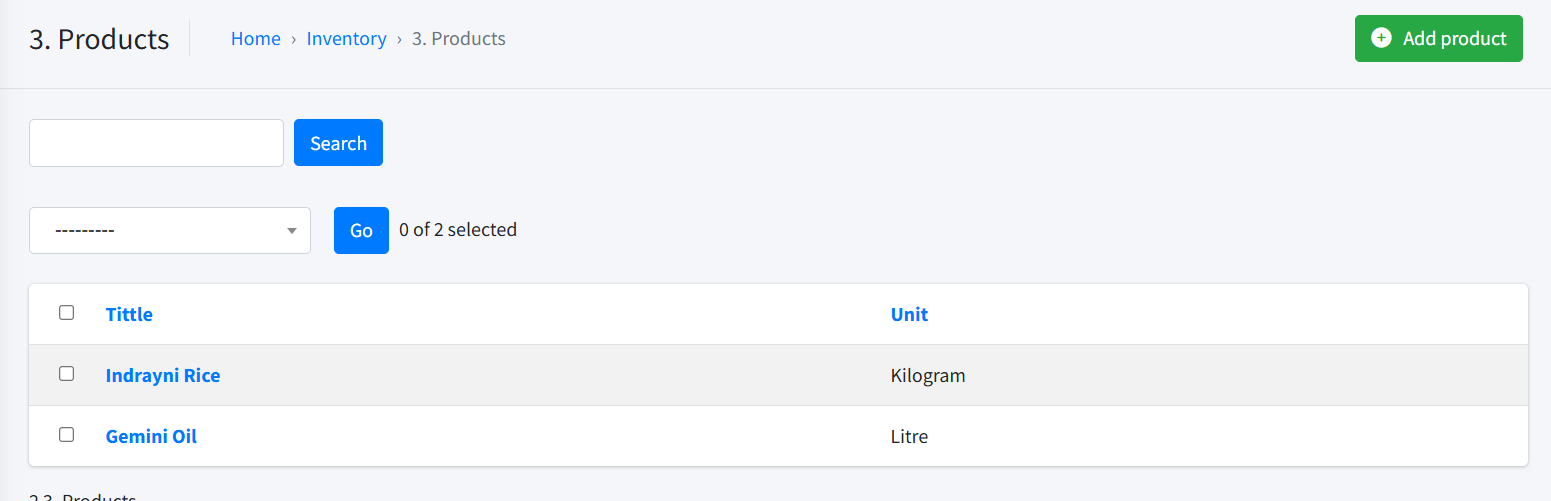 3. Products
Home › Inventory › 3. Products
Add product
Search
---------
Go
0 of 2 selected
Tittle Unit
Indrayni Rice Kilogram
Gemini Oil Litre
2 3. Products